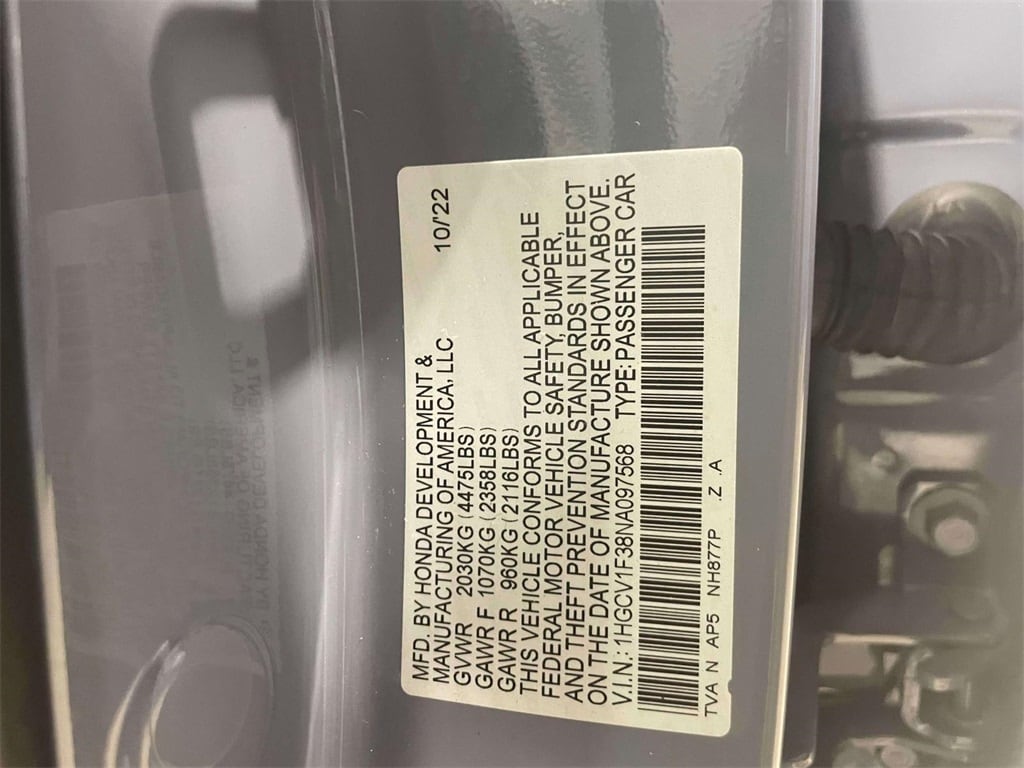 MFD. BY HONDA DEVELOPMENT & 10/22
MANUFACTURING OF AMERICA, LLC
GVWR 2030KG (4475LBS)
GAWR F 1070KG (2358LBS)
GAWR R 960KG (2116LBS)
THIS VEHICLE CONFORMS TO ALL APPLICABLE
FEDERAL MOTOR VEHICLE SAFETY, BUMPER,
AND THEFT PREVENTION STANDARDS IN EFFECT
ON THE DATE OF MANUFACTURE SHOWN ABOVE.
V.I.N.: 1HGCV1F38NA097568 TYPE: PASSENGER CAR
TVA N AP5 NH877P .Z .A